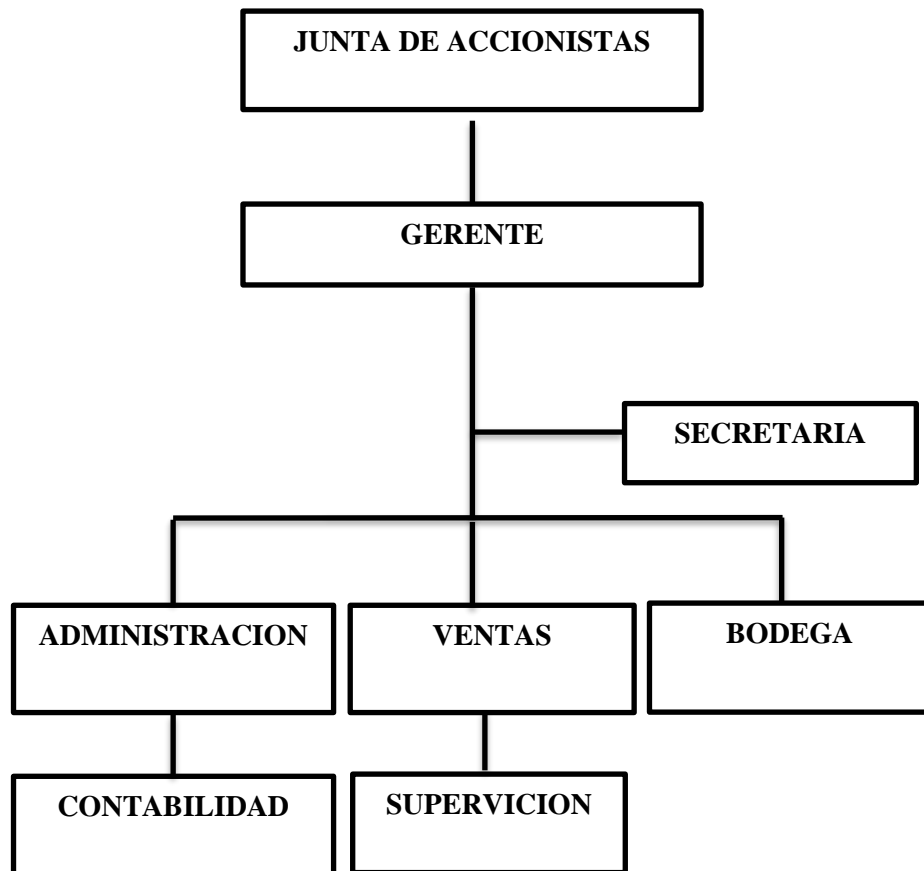 JUNTA DE ACCIONISTAS
GERENTE
SECRETARIA
ADMINISTRACION
VENTAS
BODEGA
CONTABILIDAD
SUPERVICION